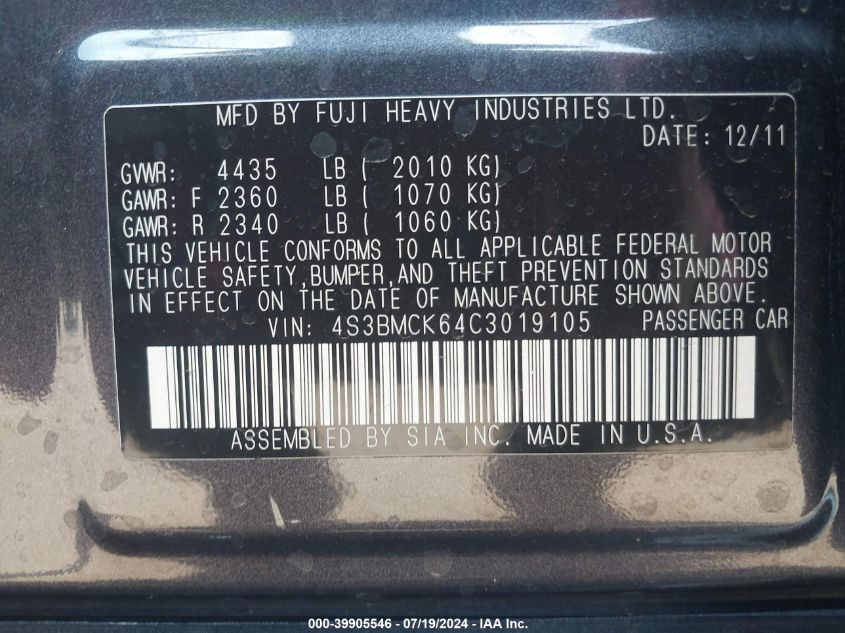 MFD BY FUJI HEAVY INDUSTRIES LTD.
DATE: 12/11
GVWR: 4435 LB ( 2010 KG)
GAWR: F 2360 LB ( 1070 KG)
GAWR: R 2340 LB ( 1060 KG)
THIS VEHICLE CONFORMS TO ALL APPLICABLE FEDERAL MOTOR
VEHICLE SAFETY,BUMPER,AND THEFT PREVENTION STANDARDS
IN EFFECT ON THE DATE OF MANUFACTURE SHOWN ABOVE.
VIN: 4S3BMCK64C3019105 PASSENGER CAR
ASSEMBLED BY SIA INC. MADE IN U.S.A.
000-39905546 - 07/19/2024 - IAA Inc.